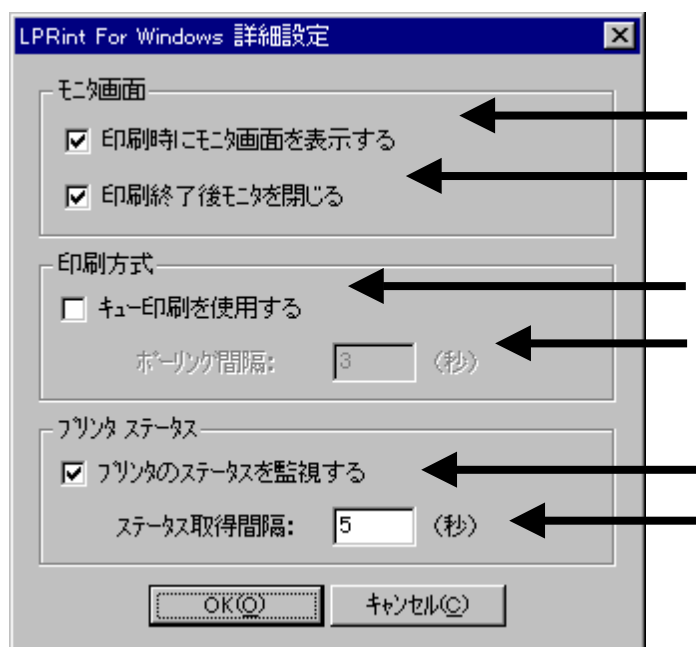 LPRint For Windows 詳細設定
ﾓﾆﾀ画面
印刷時にﾓﾆﾀ画面を表示する
印刷終了後ﾓﾆﾀを閉じる
印刷方式
ｷｭｰ印刷を使用する
ﾎﾟｰﾘﾝｸﾞ間隔: 3 (秒)
ﾌﾟﾘﾝﾀ ｽﾃｰﾀｽ
ﾌﾟﾘﾝﾀのｽﾃｰﾀｽを監視する
ｽﾃｰﾀｽ取得間隔: 5 (秒)
OK(O) ｷｬﾝｾﾙ(C)